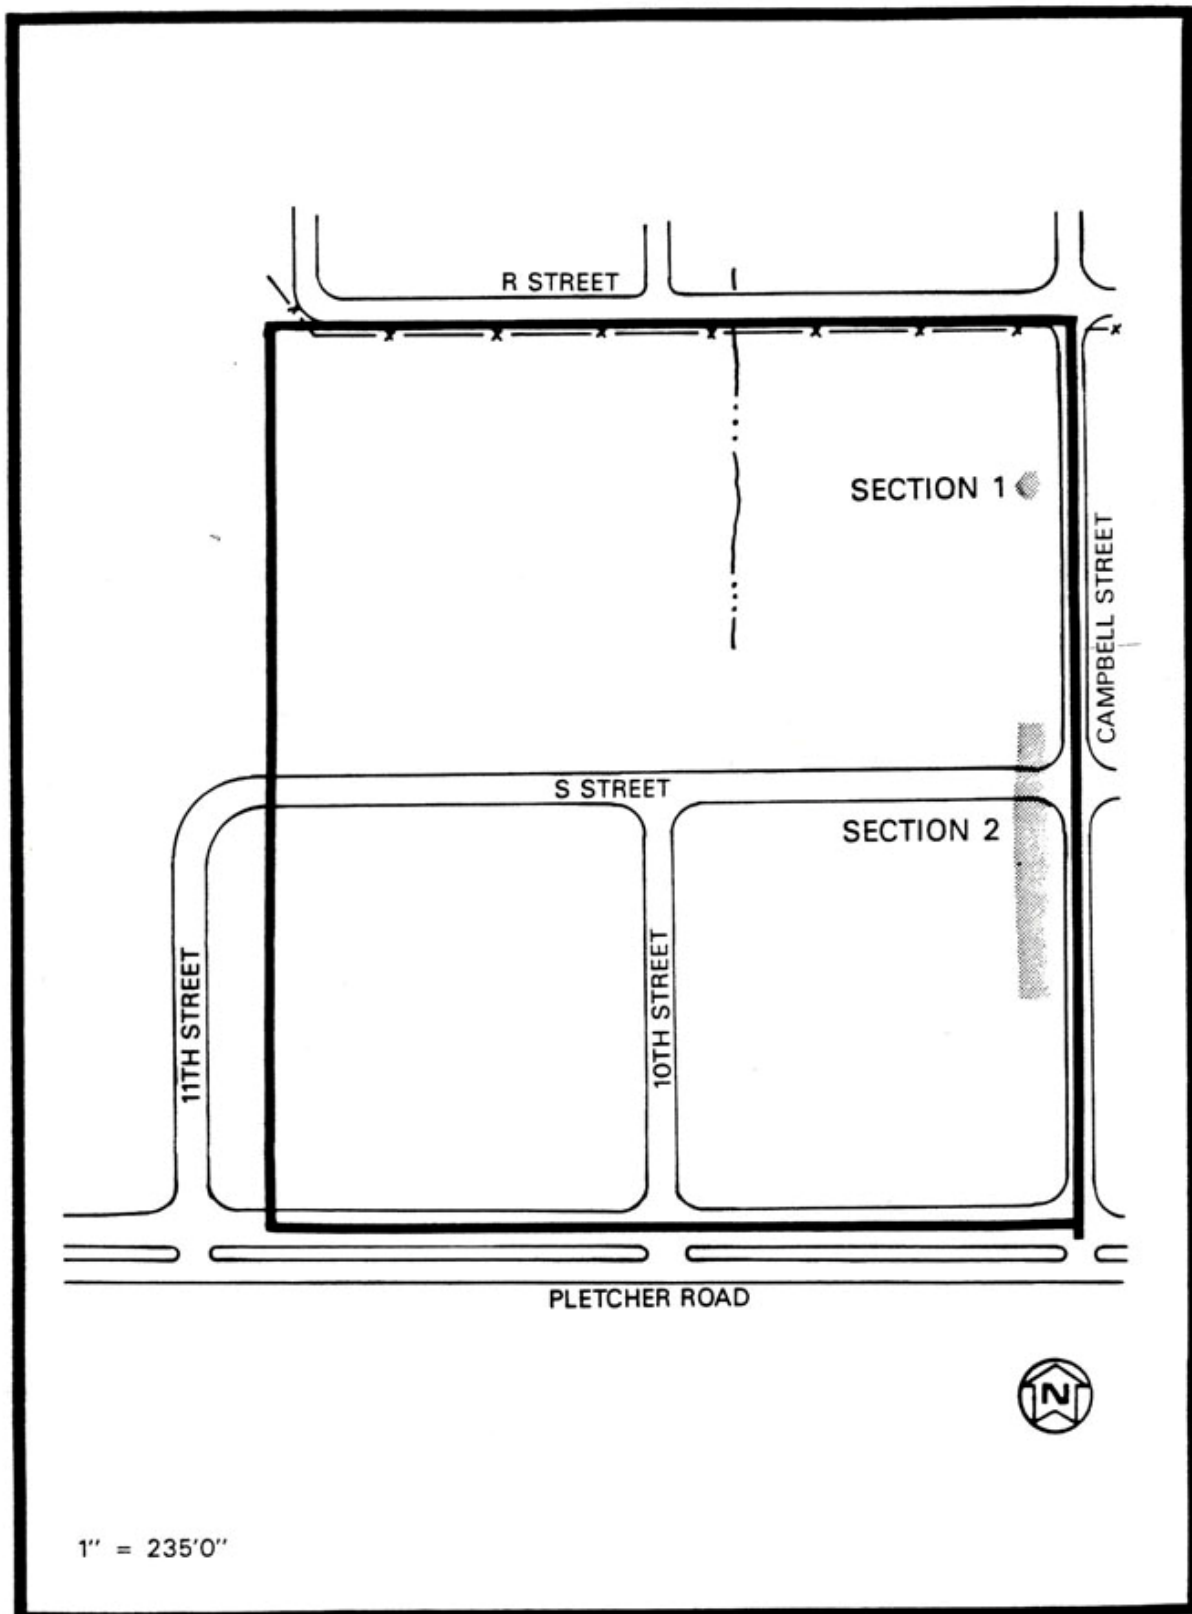 R STREET
SECTION 1
CAMPBELL STREET
S STREET
SECTION 2
11TH STREET
10TH STREET
PLETCHER ROAD
N
1" = 235'0"